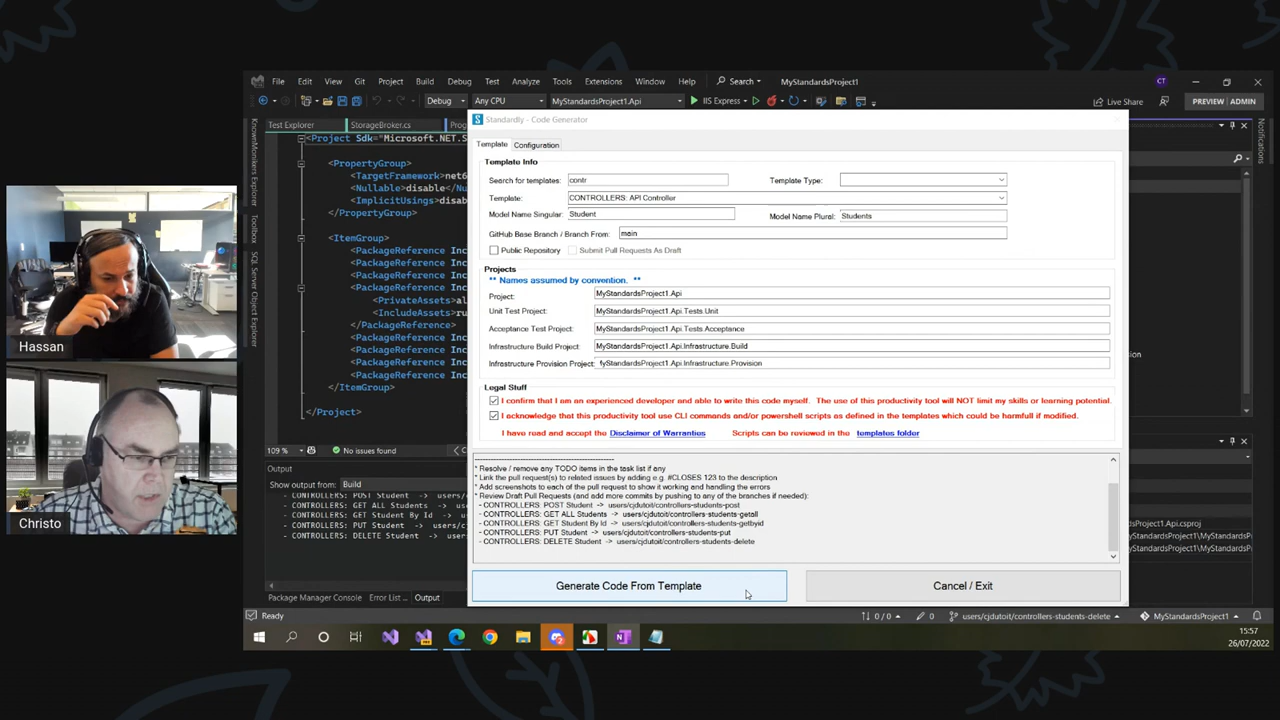 File Edit View Git Project Build Debug Test Analyze Tools Extensions Window Help Search MyStandardsProject1 CT
Debug Any CPU MyStandardsProject1.Api IIS Express Live Share PREVIEW | ADMIN
Test Explorer StorageBroker.cs
KnownMonikers Explorer
Toolbox
SQL Server Object Explorer
Notifications
<Project Sdk="Microsoft.NET.S
<PropertyGroup>
<TargetFramework>net6
<Nullable>disable</Nu
<ImplicitUsings>
</PropertyGroup>
<ItemGroup>
<PackageReference Inc
<PackageReference Inc
<PackageReference Inc
<PackageReference Inc
<PrivateAssets>al
<IncludeAssets>ru
</PackageReference>
<PackageReference Inc
<PackageReference Inc
<PackageReference Inc
<PackageReference Inc
</ItemGroup>
</Project>
109 % No issues found
Output
Show output from: Build
- CONTROLLERS: POST Student -> users/c
- CONTROLLERS: GET ALL Students -> users/c
- CONTROLLERS: GET Student By Id -> users/c
- CONTROLLERS: PUT Student -> users/c
- CONTROLLERS: DELETE Student -> users/c
Package Manager Console Error List ... Output
Standardly - Code Generator
Template Configuration
Template Info
Search for templates: contr Template Type:
Template: CONTROLLERS: API Controller
Model Name Singular: Student Model Name Plural: Students
GitHub Base Branch / Branch From: main
Public Repository Submit Pull Requests As Draft
Projects
** Names assumed by convention. **
Project: MyStandardsProject1.Api
Unit Test Project: MyStandardsProject1.Api.Tests.Unit
Acceptance Test Project: MyStandardsProject1.Api.Tests.Acceptance
Infrastructure Build Project: MyStandardsProject1.Api.Infrastructure.Build
Infrastructure Provision Project: MyStandardsProject1.Api.Infrastructure.Provision
Legal Stuff
I confirm that I am an experienced developer and able to write this code myself. The use of this productivity tool will NOT limit my skills or learning potential.
I acknowledge that this productivity tool use CLI commands and/or powershell scripts as defined in the templates which could be harmfull if modified.
I have read and accept the Disclaimer of Warranties Scripts can be reviewed in the templates folder
* Resolve / remove any TODO items in the task list if any
* Link the pull request(s) to related issues by adding e.g. #CLOSES 123 to the description
* Add screenshots to each of the pull request to show it working and handling the errors
* Review Draft Pull Requests (and add more commits by pushing to any of the branches if needed):
- CONTROLLERS: POST Student -> users/cjdutoit/controllers-students-post
- CONTROLLERS: GET ALL Students -> users/cjdutoit/controllers-students-getall
- CONTROLLERS: GET Student By Id -> users/cjdutoit/controllers-students-getbyid
- CONTROLLERS: PUT Student -> users/cjdutoit/controllers-students-put
- CONTROLLERS: DELETE Student -> users/cjdutoit/controllers-students-delete
Generate Code From Template Cancel / Exit
Ready 0 / 0 0 users/cjdutoit/controllers-students-delete MyStandardsProject1
15:57
26/07/2022
Hassan
Christo